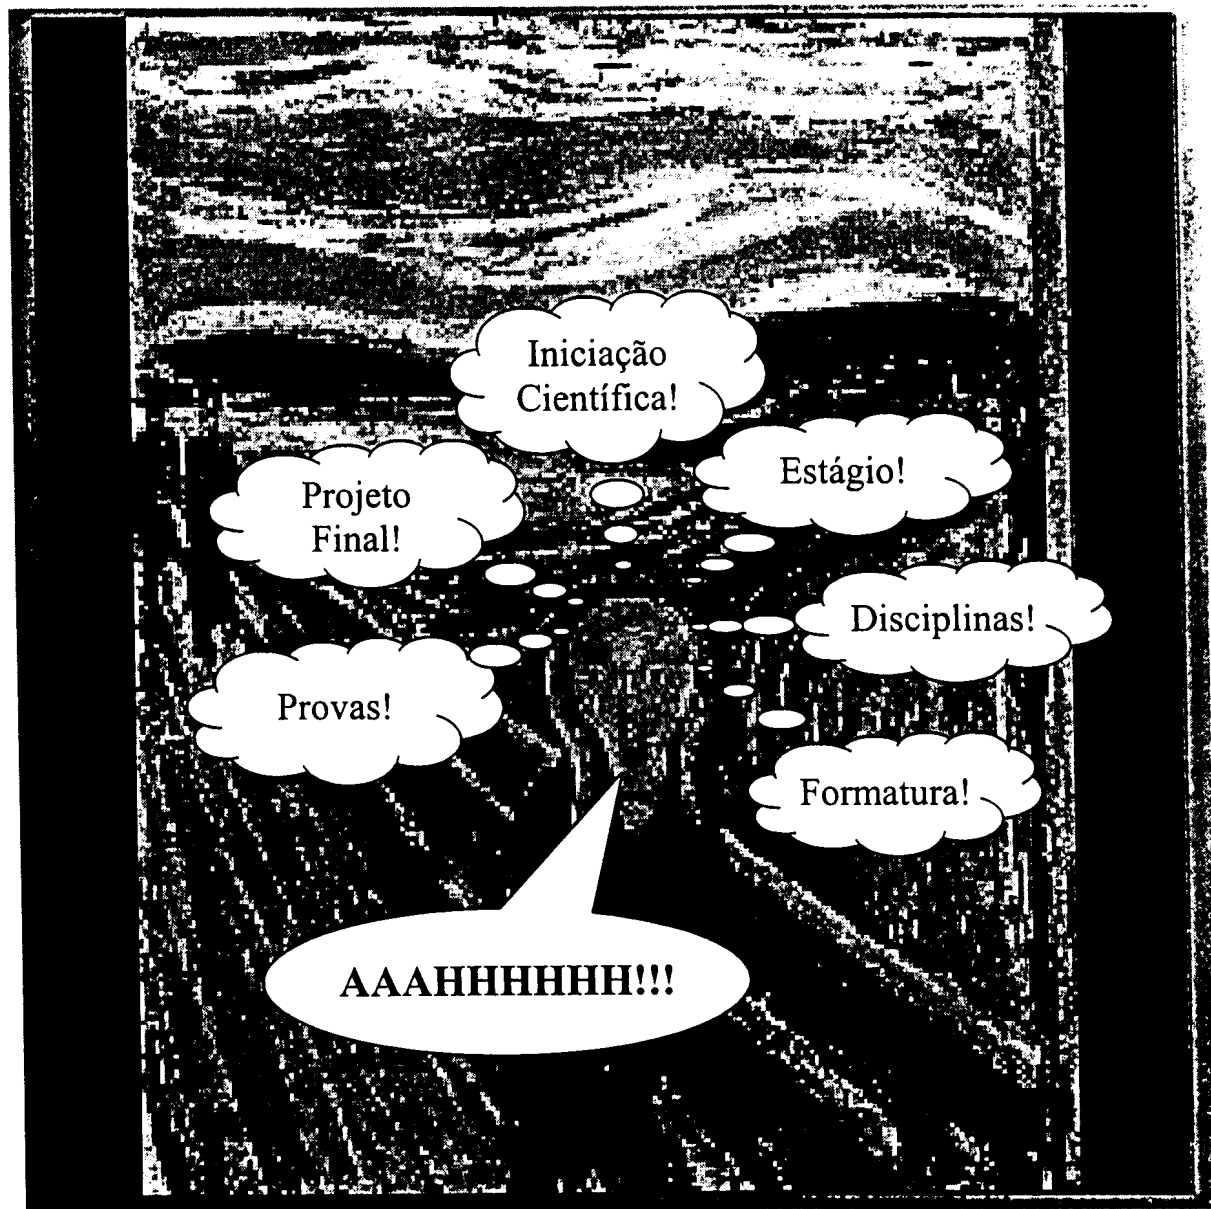 Iniciação
Científica!
Estágio!
Projeto
Final!
Disciplinas!
Provas!
Formatura!
AAAHHHHHH!!!